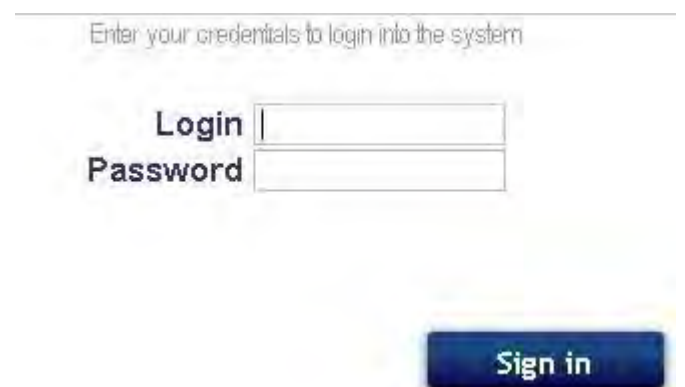 Enter your credentials to login into the system
Login
Password
Sign in